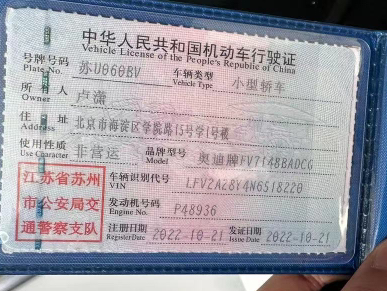 中华人民共和国机动车行驶证
Vehicle License of the People's Republic of China
号牌号码 苏U060BV 车辆类型 小型轿车
Plate No. Vehicle Type
所有人 卢潇
Owner
住址 北京市海淀区学院路15号学1号楼
Address
使用性质 非营运 品牌型号 奥迪牌FV7148BADCG
Use Character Model
江苏省苏州 车辆识别代号 LFV2A28Y4N6518220
VIN
市公安局交 发动机号码 P48936
Engine No.
通警察支队 注册日期 2022-10-21 发证日期 2022-10-21
Register Date Issue Date